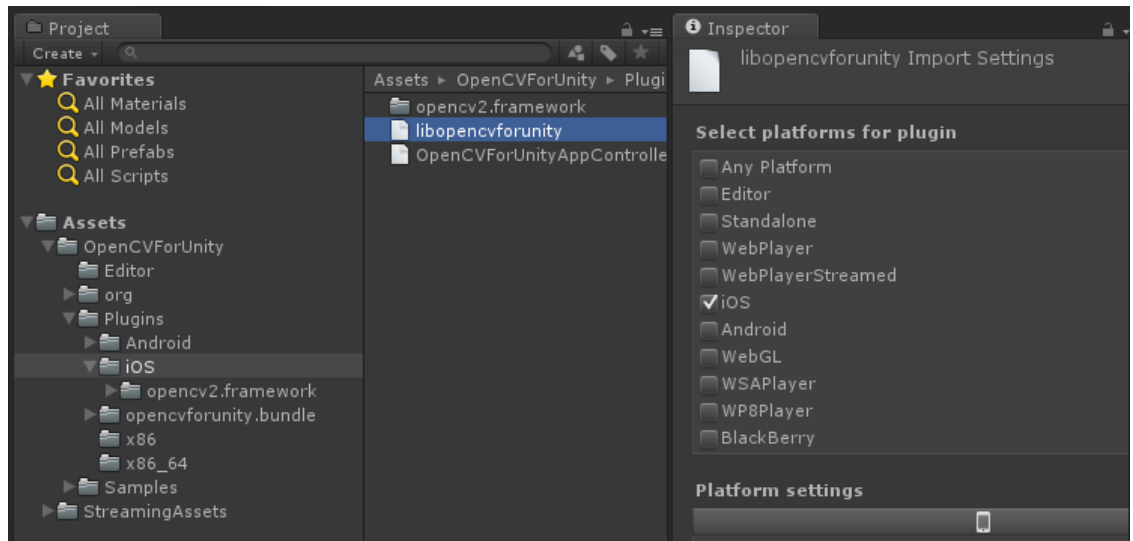 Project
Create
Favorites
All Materials
All Models
All Prefabs
All Scripts
Assets
OpenCVForUnity
Editor
org
Plugins
Android
iOS
opencv2.framework
opencvforunity.bundle
x86
x86_64
Samples
StreamingAssets
Assets ▸ OpenCVForUnity ▸ Plugi
opencv2.framework
libopencvforunity
OpenCVForUnityAppControlle
Inspector
libopencvforunity Import Settings
Select platforms for plugin
Any Platform
Editor
Standalone
WebPlayer
WebPlayerStreamed
iOS
Android
WebGL
WSAPlayer
WP8Player
BlackBerry
Platform settings